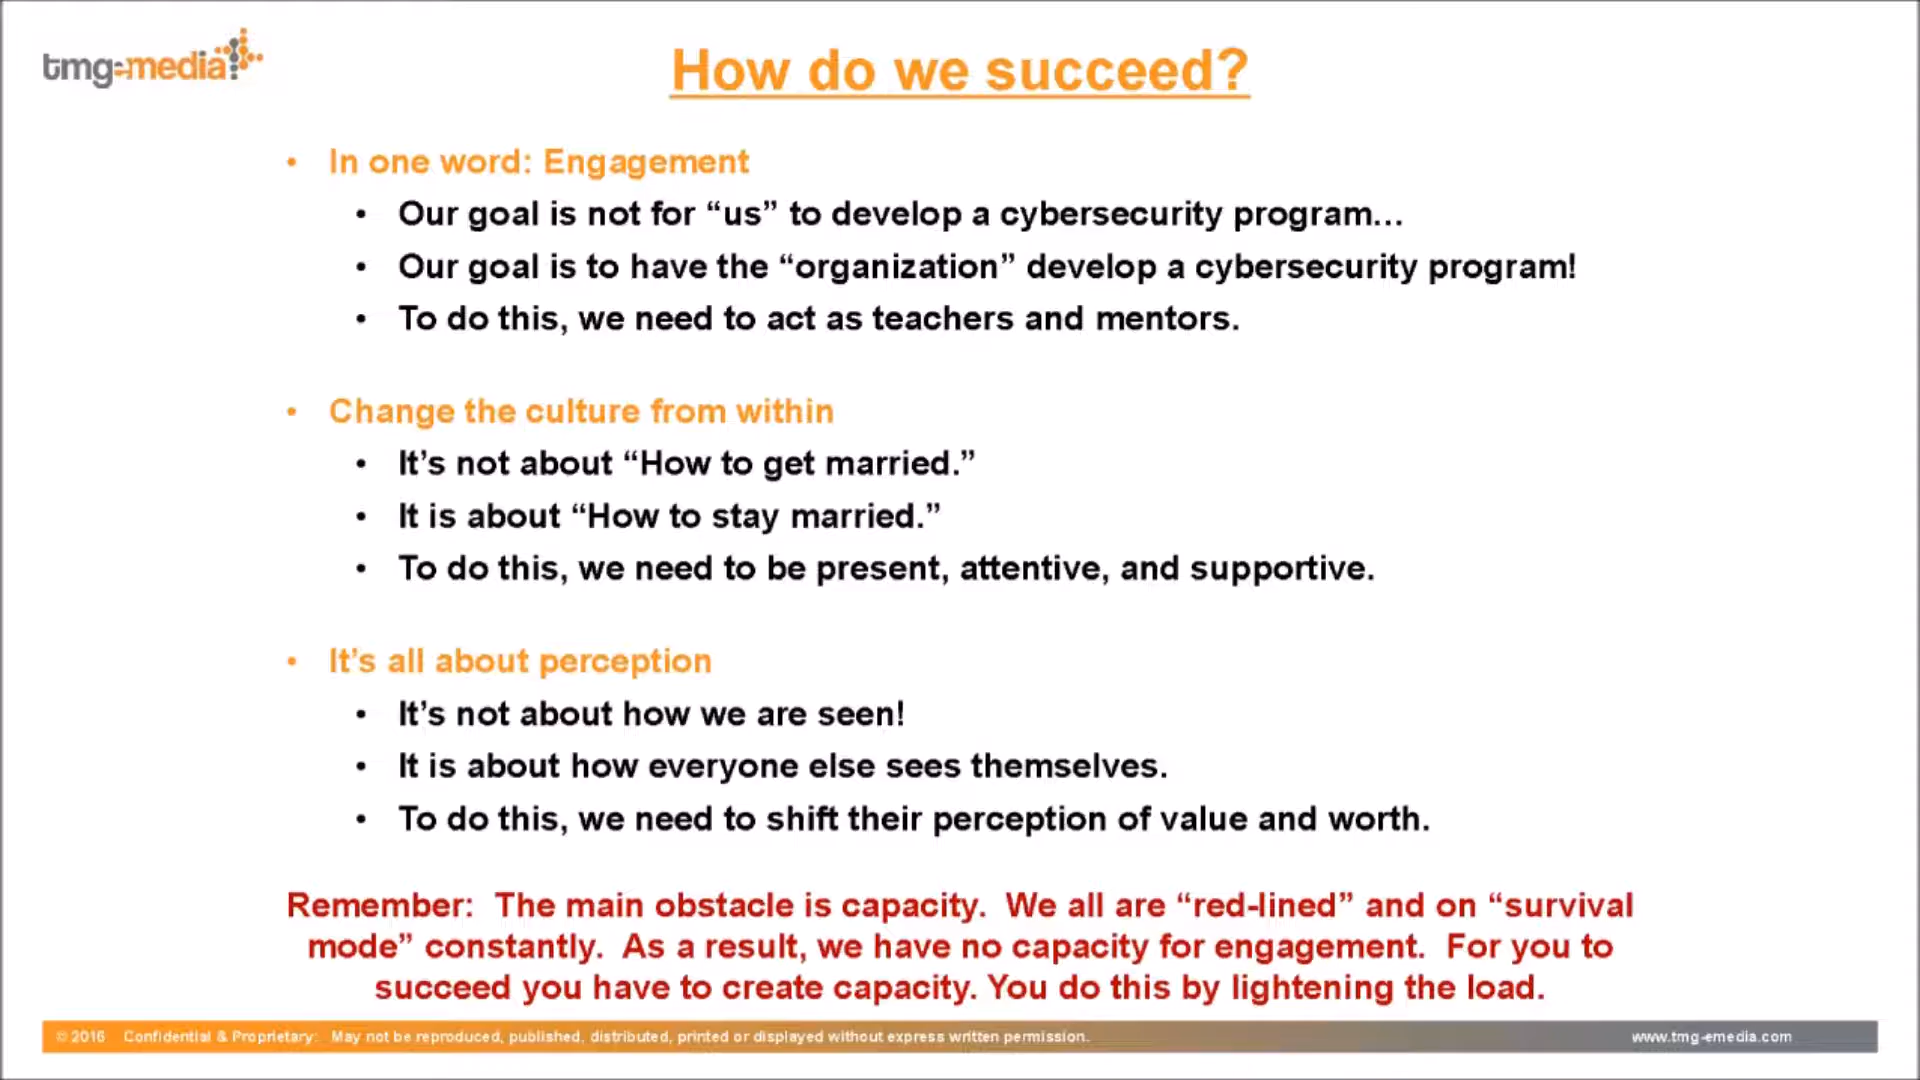 tmg-emedia
How do we succeed?
• In one word: Engagement
• Our goal is not for “us” to develop a cybersecurity program…
• Our goal is to have the “organization” develop a cybersecurity program!
• To do this, we need to act as teachers and mentors.
• Change the culture from within
• It’s not about “How to get married.”
• It is about “How to stay married.”
• To do this, we need to be present, attentive, and supportive.
• It’s all about perception
• It’s not about how we are seen!
• It is about how everyone else sees themselves.
• To do this, we need to shift their perception of value and worth.
Remember:  The main obstacle is capacity.  We all are “red-lined” and on “survival
mode” constantly.  As a result, we have no capacity for engagement.  For you to
succeed you have to create capacity. You do this by lightening the load.
© 2016 Confidential & Proprietary: May not be reproduced, published, distributed, printed or displayed without express written permission.
www.tmg-emedia.com